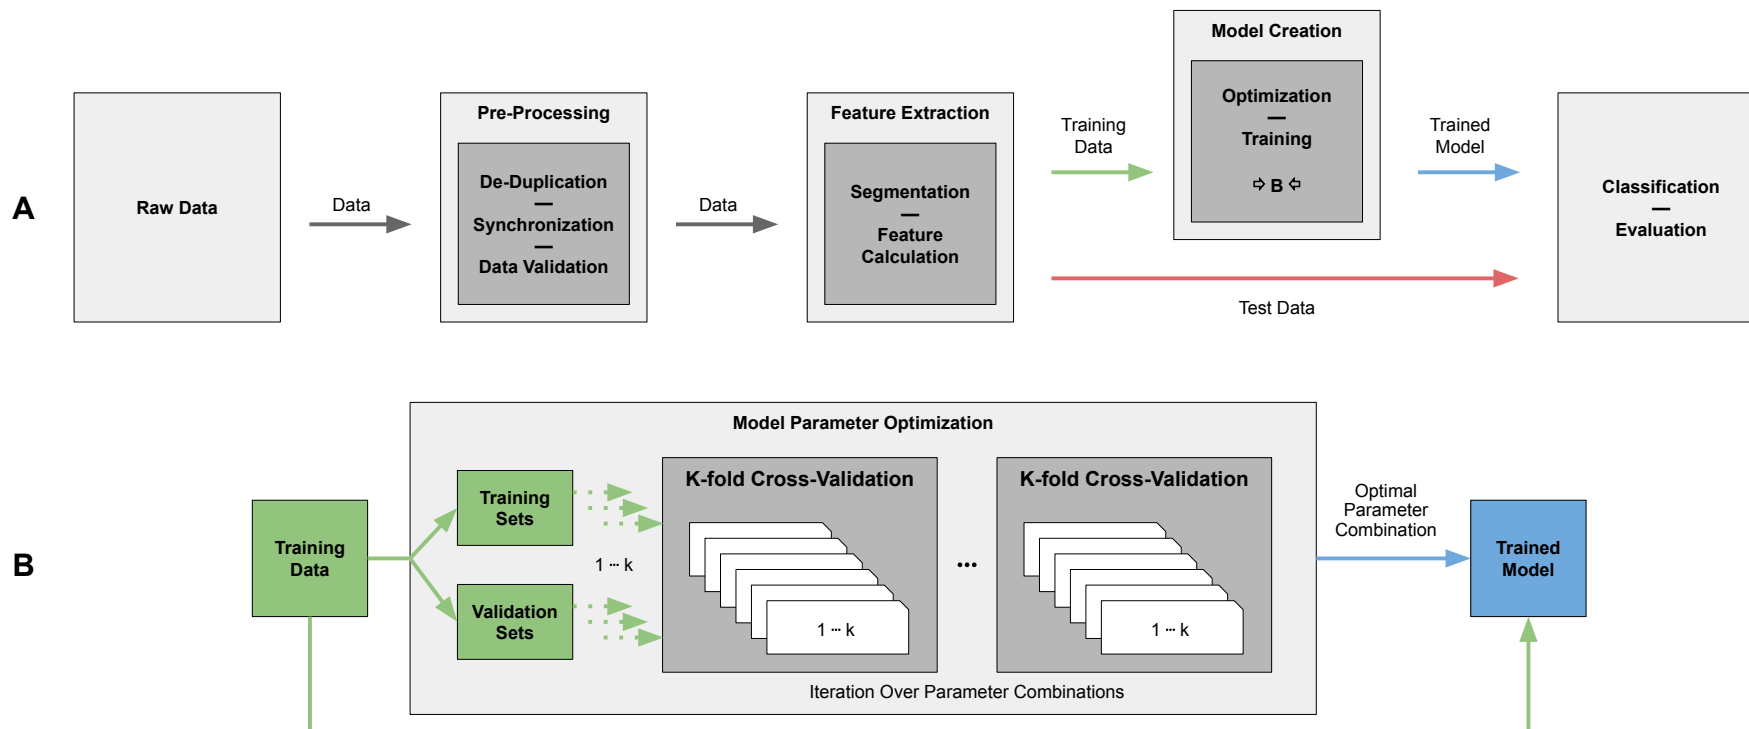 A
Raw Data
Data
Pre-Processing
De-Duplication
—
Synchronization
—
Data Validation
Data
Feature Extraction
Segmentation
—
Feature
Calculation
Training
Data
Model Creation
Optimization
—
Training
⇨ B ⇦
Trained
Model
Test Data
Classification
—
Evaluation
B
Training
Data
Model Parameter Optimization
Training
Sets
Validation
Sets
1 ··· k
K-fold Cross-Validation
1 ··· k
•••
K-fold Cross-Validation
1 ··· k
Iteration Over Parameter Combinations
Optimal
Parameter
Combination
Trained
Model